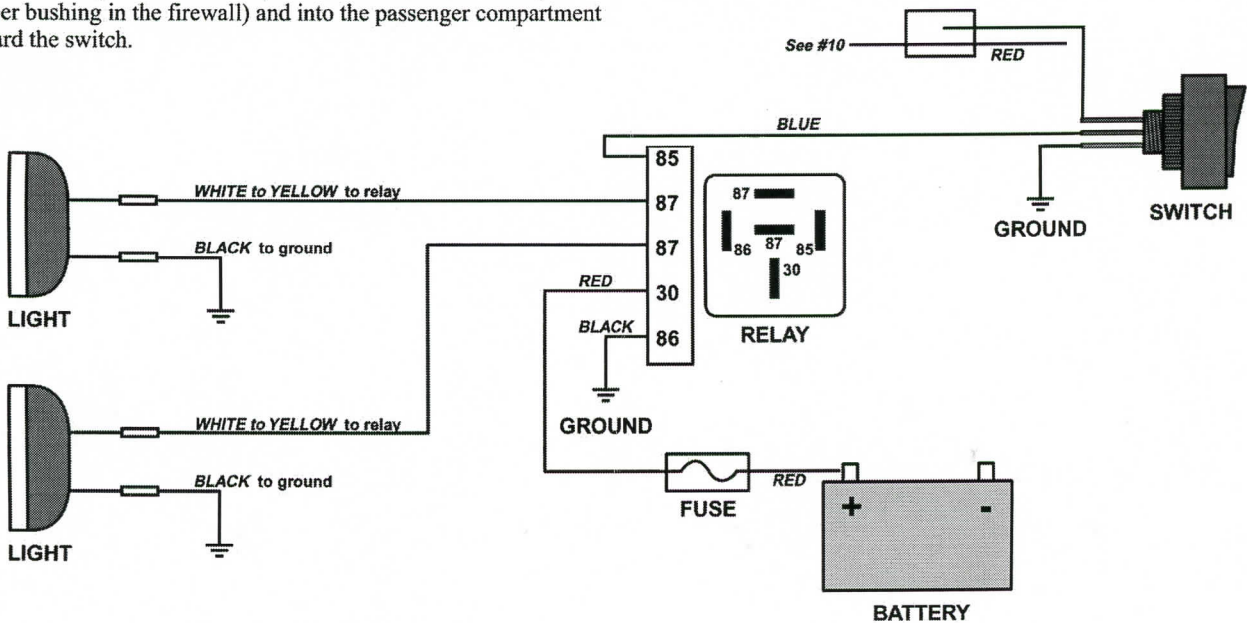 er bushing in the firewall) and into the passenger compartment
ard the switch.
See #10
RED
BLUE
SWITCH
GROUND
85
87
87
30
86
WHITE to YELLOW to relay
BLACK to ground
LIGHT
RED
BLACK
GROUND
87
86
87
85
30
RELAY
WHITE to YELLOW to relay
BLACK to ground
LIGHT
FUSE
RED
+
-
BATTERY